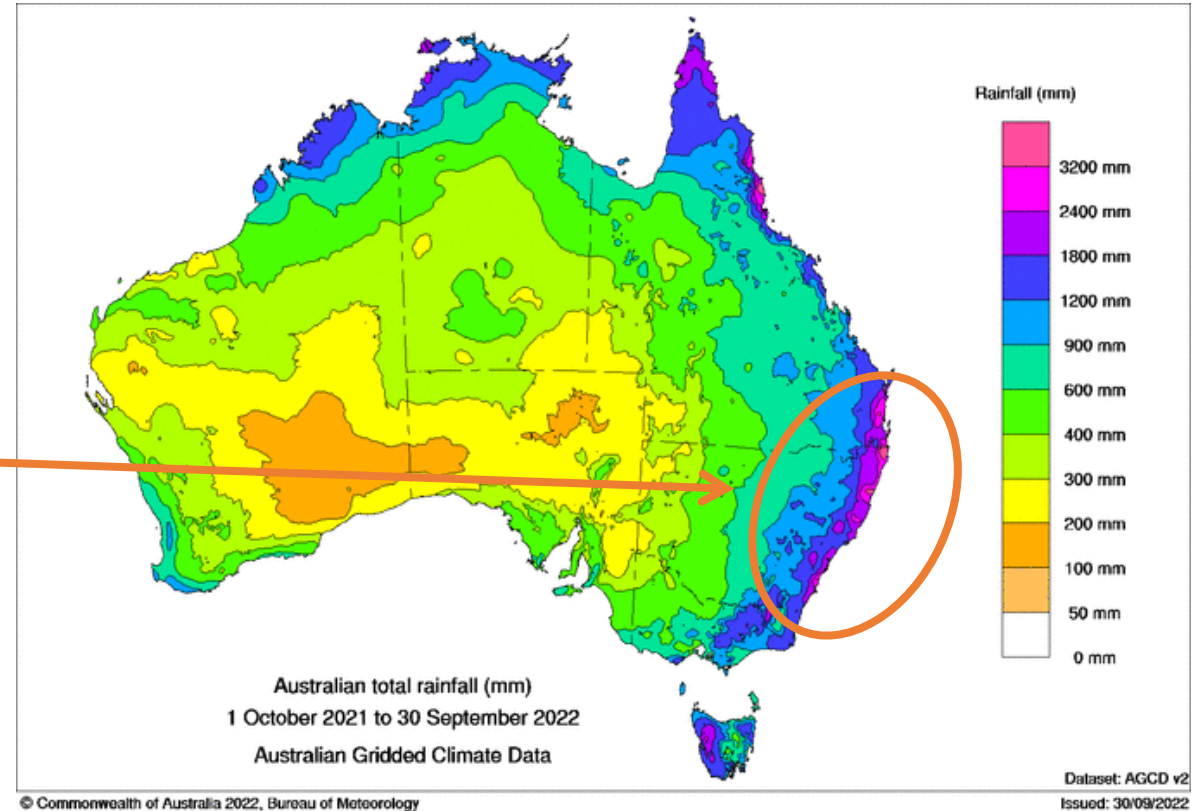 Rainfall (mm)
3200 mm
2400 mm
1800 mm
1200 mm
900 mm
600 mm
400 mm
300 mm
200 mm
100 mm
50 mm
0 mm
Australian total rainfall (mm)
1 October 2021 to 30 September 2022
Australian Gridded Climate Data
Dataset: AGCD v2
© Commonwealth of Australia 2022, Bureau of Meteorology
Issued: 30/09/2022